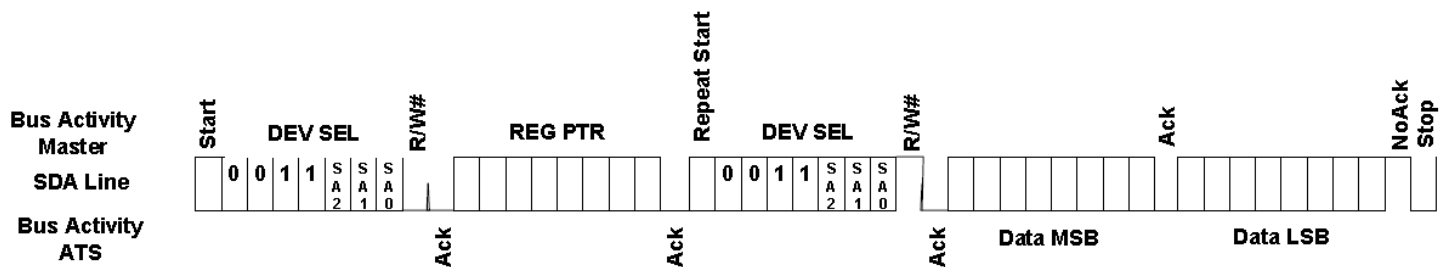 Bus Activity Master
Start
DEV SEL
R/W#
REG PTR
Repeat Start
DEV SEL
R/W#
Ack
NoAck
Stop
SDA Line
0 0 1 1 SA2 SA1 SA0
0 0 1 1 SA2 SA1 SA0
Bus Activity ATS
Ack
Ack
Ack
Data MSB
Data LSB